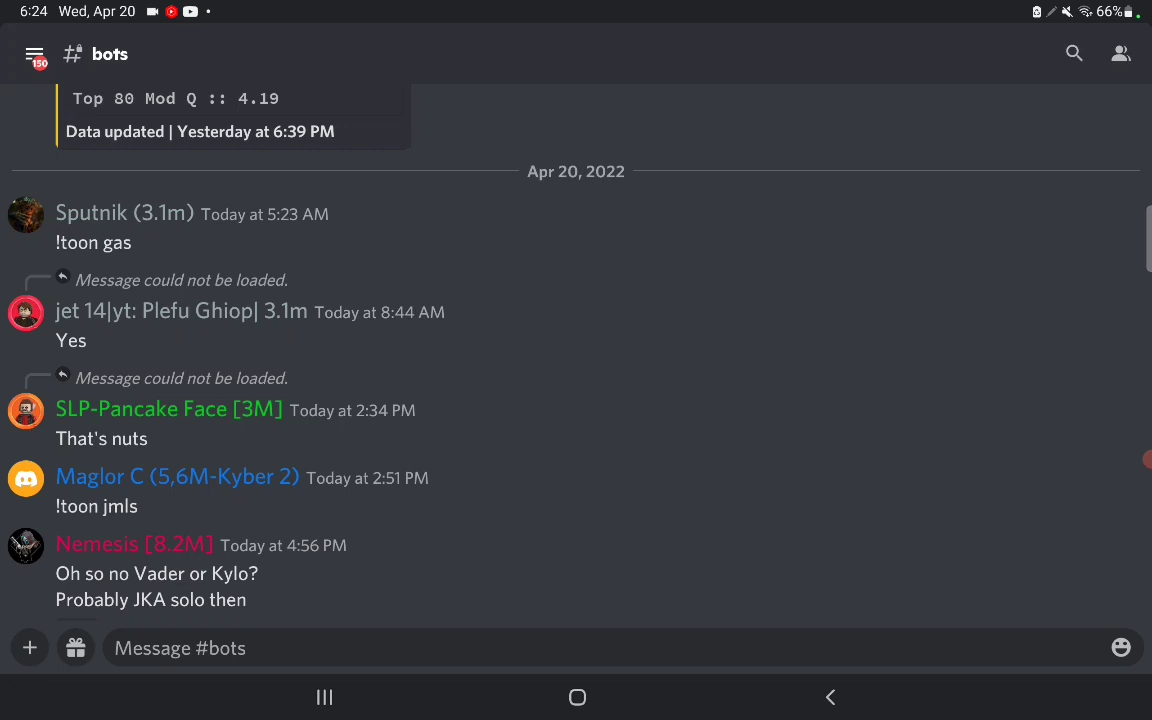 6:24 Wed, Apr 20 66%
150 # bots
Top 80 Mod Q :: 4.19
Data updated | Yesterday at 6:39 PM
Apr 20, 2022
Sputnik (3.1m) Today at 5:23 AM
!toon gas
Message could not be loaded.
jet 14|yt: Plefu Ghiop| 3.1m Today at 8:44 AM
Yes
Message could not be loaded.
SLP-Pancake Face [3M] Today at 2:34 PM
That's nuts
Maglor C (5,6M-Kyber 2) Today at 2:51 PM
!toon jmls
Nemesis [8.2M] Today at 4:56 PM
Oh so no Vader or Kylo?
Probably JKA solo then
Message #bots